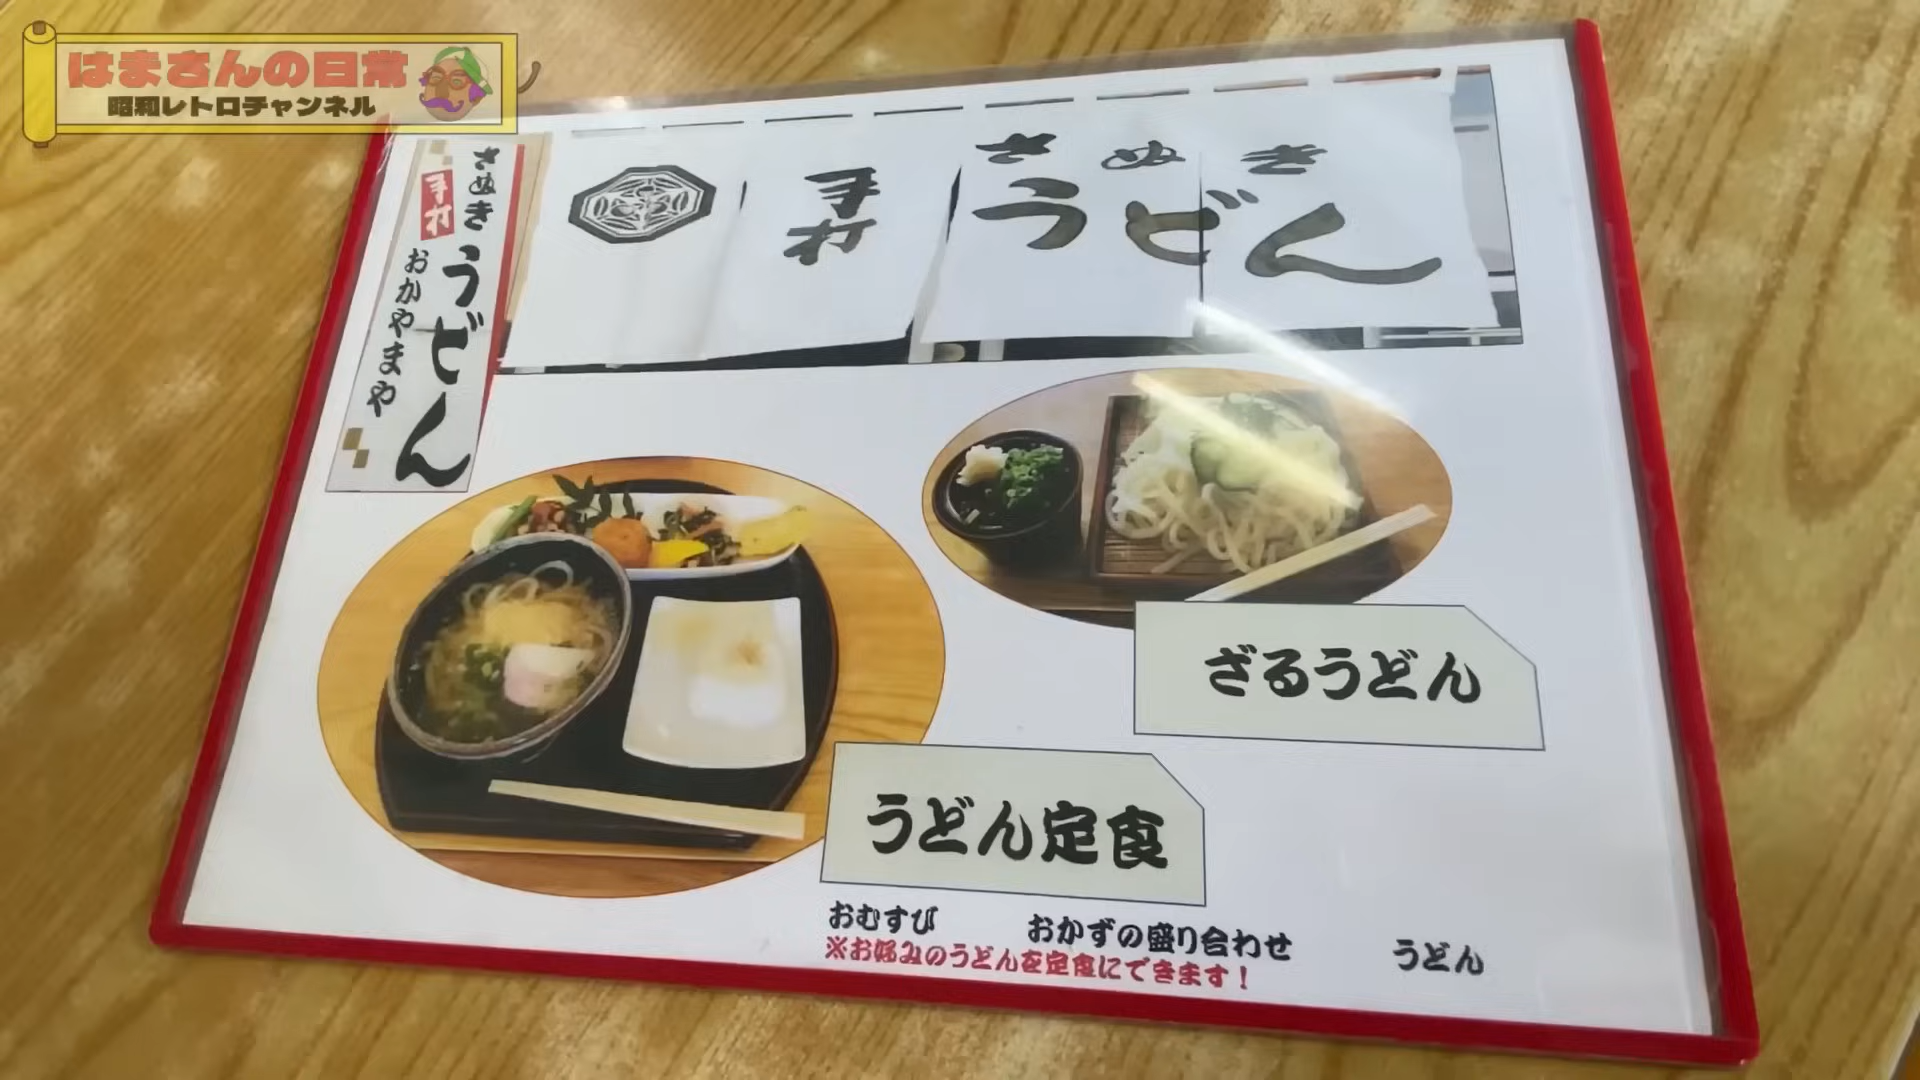 はまさんの日常
昭和レトロチャンネル
さぬき
手打
うどん
おかやまや
手打
さぬき
うどん
ざるうどん
うどん定食
おむすび おかずの盛り合わせ うどん
※お好みのうどんを定食にできます！